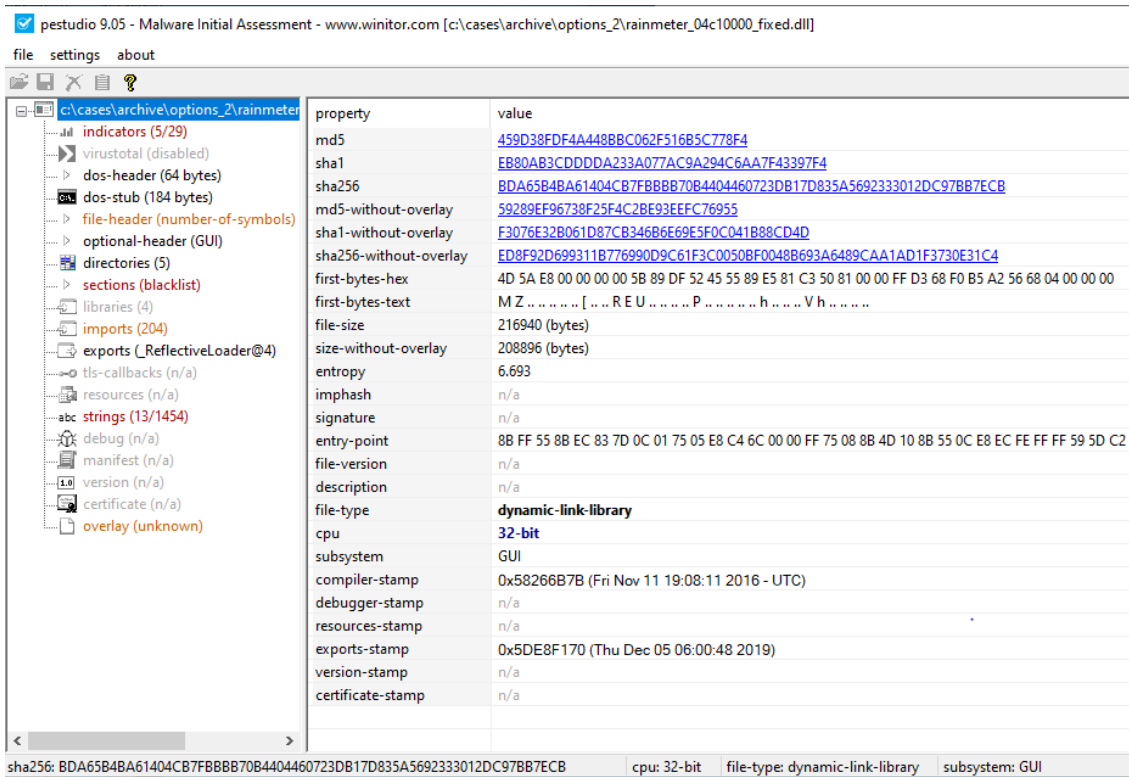 pestudio 9.05 - Malware Initial Assessment - www.winitor.com [c:\cases\archive\options_2\rainmeter_04c10000_fixed.dll]
file settings about
c:\cases\archive\options_2\rainmeter
indicators (5/29)
virustotal (disabled)
dos-header (64 bytes)
dos-stub (184 bytes)
file-header (number-of-symbols)
optional-header (GUI)
directories (5)
sections (blacklist)
libraries (4)
imports (204)
exports (_ReflectiveLoader@4)
tls-callbacks (n/a)
resources (n/a)
abc strings (13/1454)
debug (n/a)
manifest (n/a)
1.0 version (n/a)
certificate (n/a)
overlay (unknown)
property value
md5 459D38FDF4A448BBC062F516B5C778F4
sha1 EB80AB3CDDDDA233A077AC9A294C6AA7F43397F4
sha256 BDA65B4BA61404CB7FBBBB70B4404460723DB17D835A5692333012DC97BB7ECB
md5-without-overlay 59289EF96738F25F4C2BE93EEFC76955
sha1-without-overlay F3076E32B061D87CB346B6E69E5F0C041B88CD4D
sha256-without-overlay ED8F92D699311B776990D9C61F3C0050BF0048B693A6489CAA1AD1F3730E31C4
first-bytes-hex 4D 5A E8 00 00 00 00 5B 89 DF 52 45 55 89 E5 81 C3 50 81 00 00 FF D3 68 F0 B5 A2 56 68 04 00 00 00
first-bytes-text M Z .. .. .. .. .. [ .. .. R E U .. .. .. .. P .. .. .. .. .. h .. .. .. V h .. .. .. ..
file-size 216940 (bytes)
size-without-overlay 208896 (bytes)
entropy 6.693
imphash n/a
signature n/a
entry-point 8B FF 55 8B EC 83 7D 0C 01 75 05 E8 C4 6C 00 00 FF 75 08 8B 4D 10 8B 55 0C E8 EC FE FF FF 59 5D C2
file-version n/a
description n/a
file-type dynamic-link-library
cpu 32-bit
subsystem GUI
compiler-stamp 0x58266B7B (Fri Nov 11 19:08:11 2016 - UTC)
debugger-stamp n/a
resources-stamp n/a
exports-stamp 0x5DE8F170 (Thu Dec 05 06:00:48 2019)
version-stamp n/a
certificate-stamp n/a
sha256: BDA65B4BA61404CB7FBBBB70B4404460723DB17D835A5692333012DC97BB7ECB cpu: 32-bit file-type: dynamic-link-library subsystem: GUI